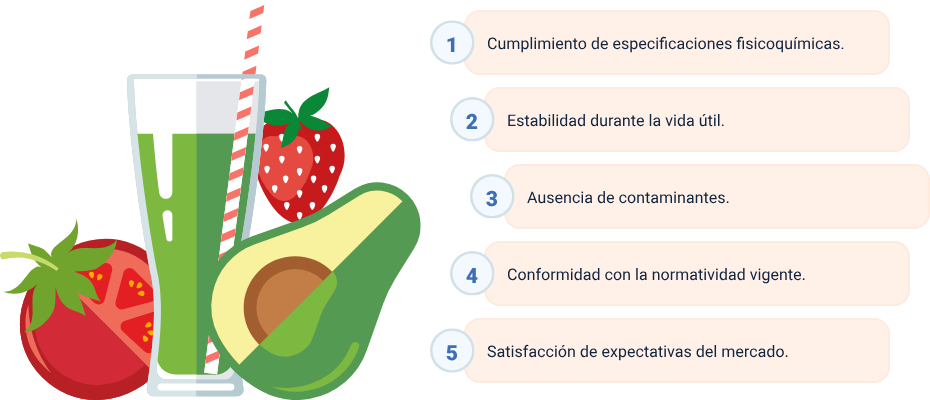 1 Cumplimiento de especificaciones fisicoquímicas.
2 Estabilidad durante la vida útil.
3 Ausencia de contaminantes.
4 Conformidad con la normatividad vigente.
5 Satisfacción de expectativas del mercado.